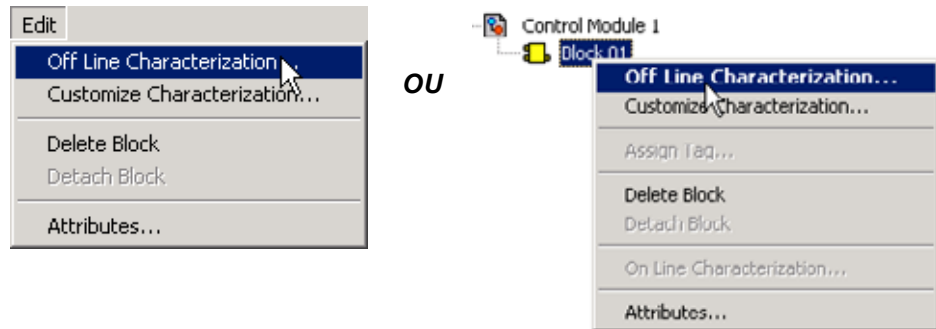 Edit
Off Line Characterization...
Customize Characterization...
Delete Block
Detach Block
Attributes...
OU
Control Module 1
Block 01
Off Line Characterization...
Customize Characterization...
Assign Tag...
Delete Block
Detach Block
On Line Characterization...
Attributes...